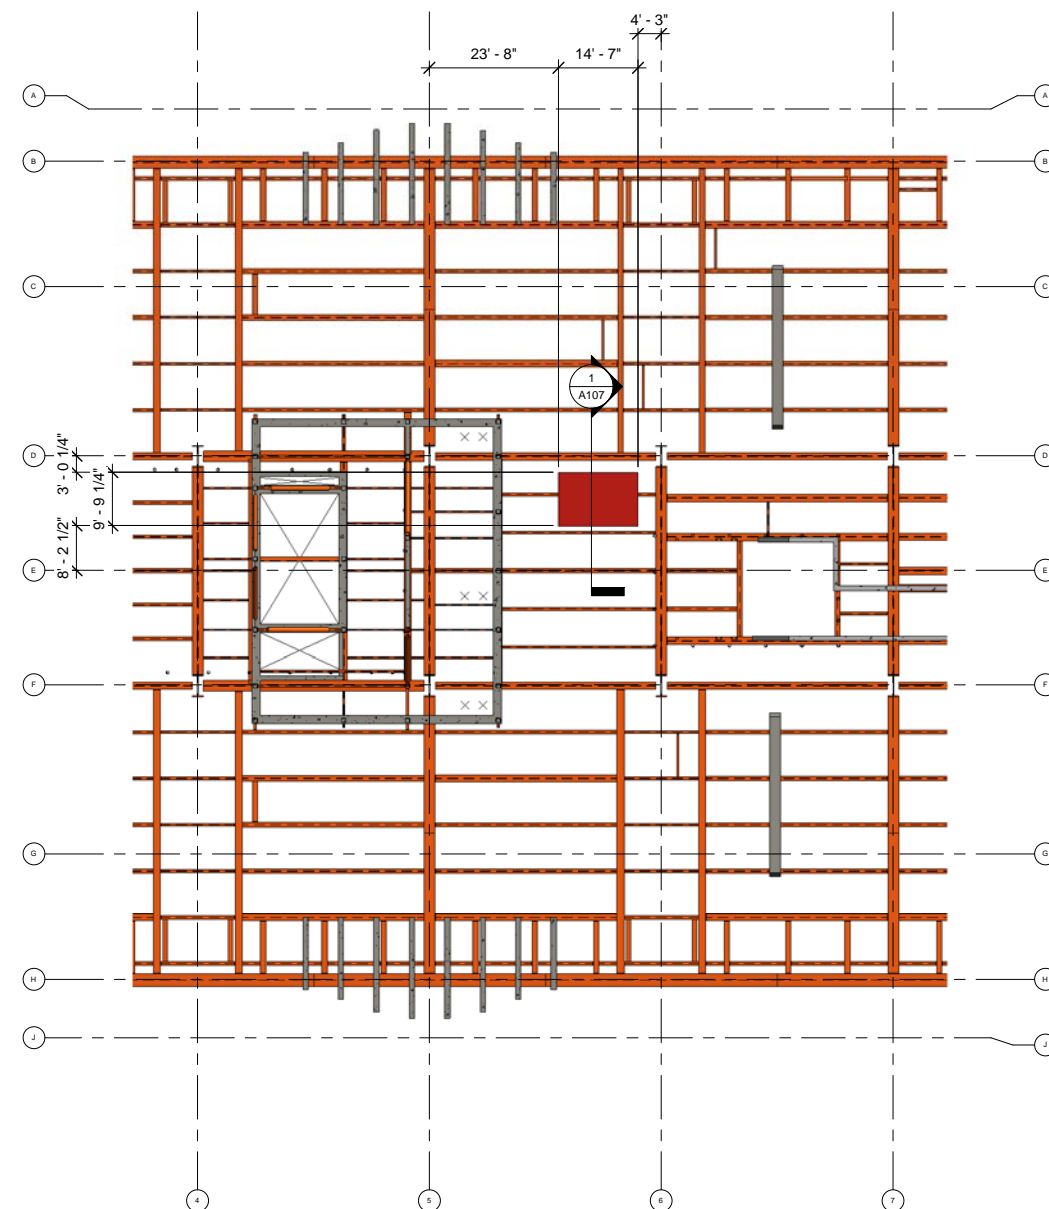 4' - 3"
23' - 8"
14' - 7"
A
A
B
B
C
C
1
A107
D
D
3' - 0 1/4"
9' - 9 1/4"
8' - 2 1/2"
E
E
F
F
G
G
H
H
J
J
4
5
6
7